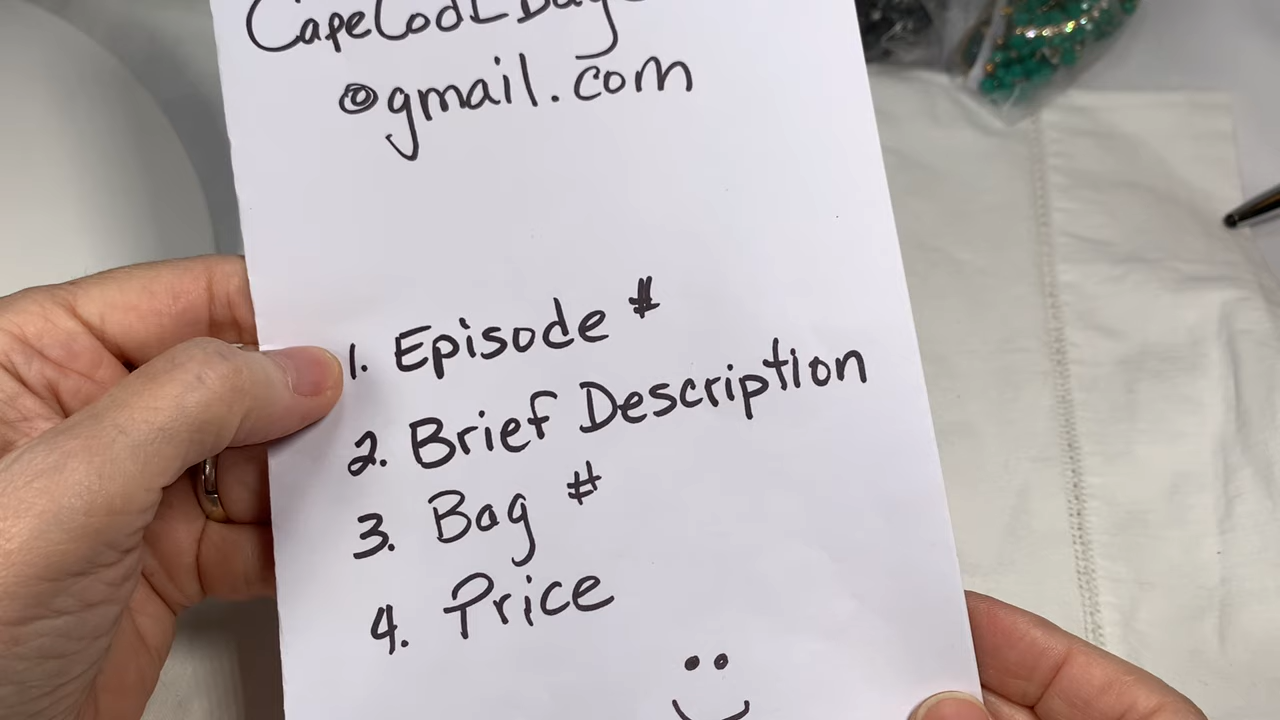 @gmail.com
1. Episode #
2. Brief Description
3. Bag #
4. Price